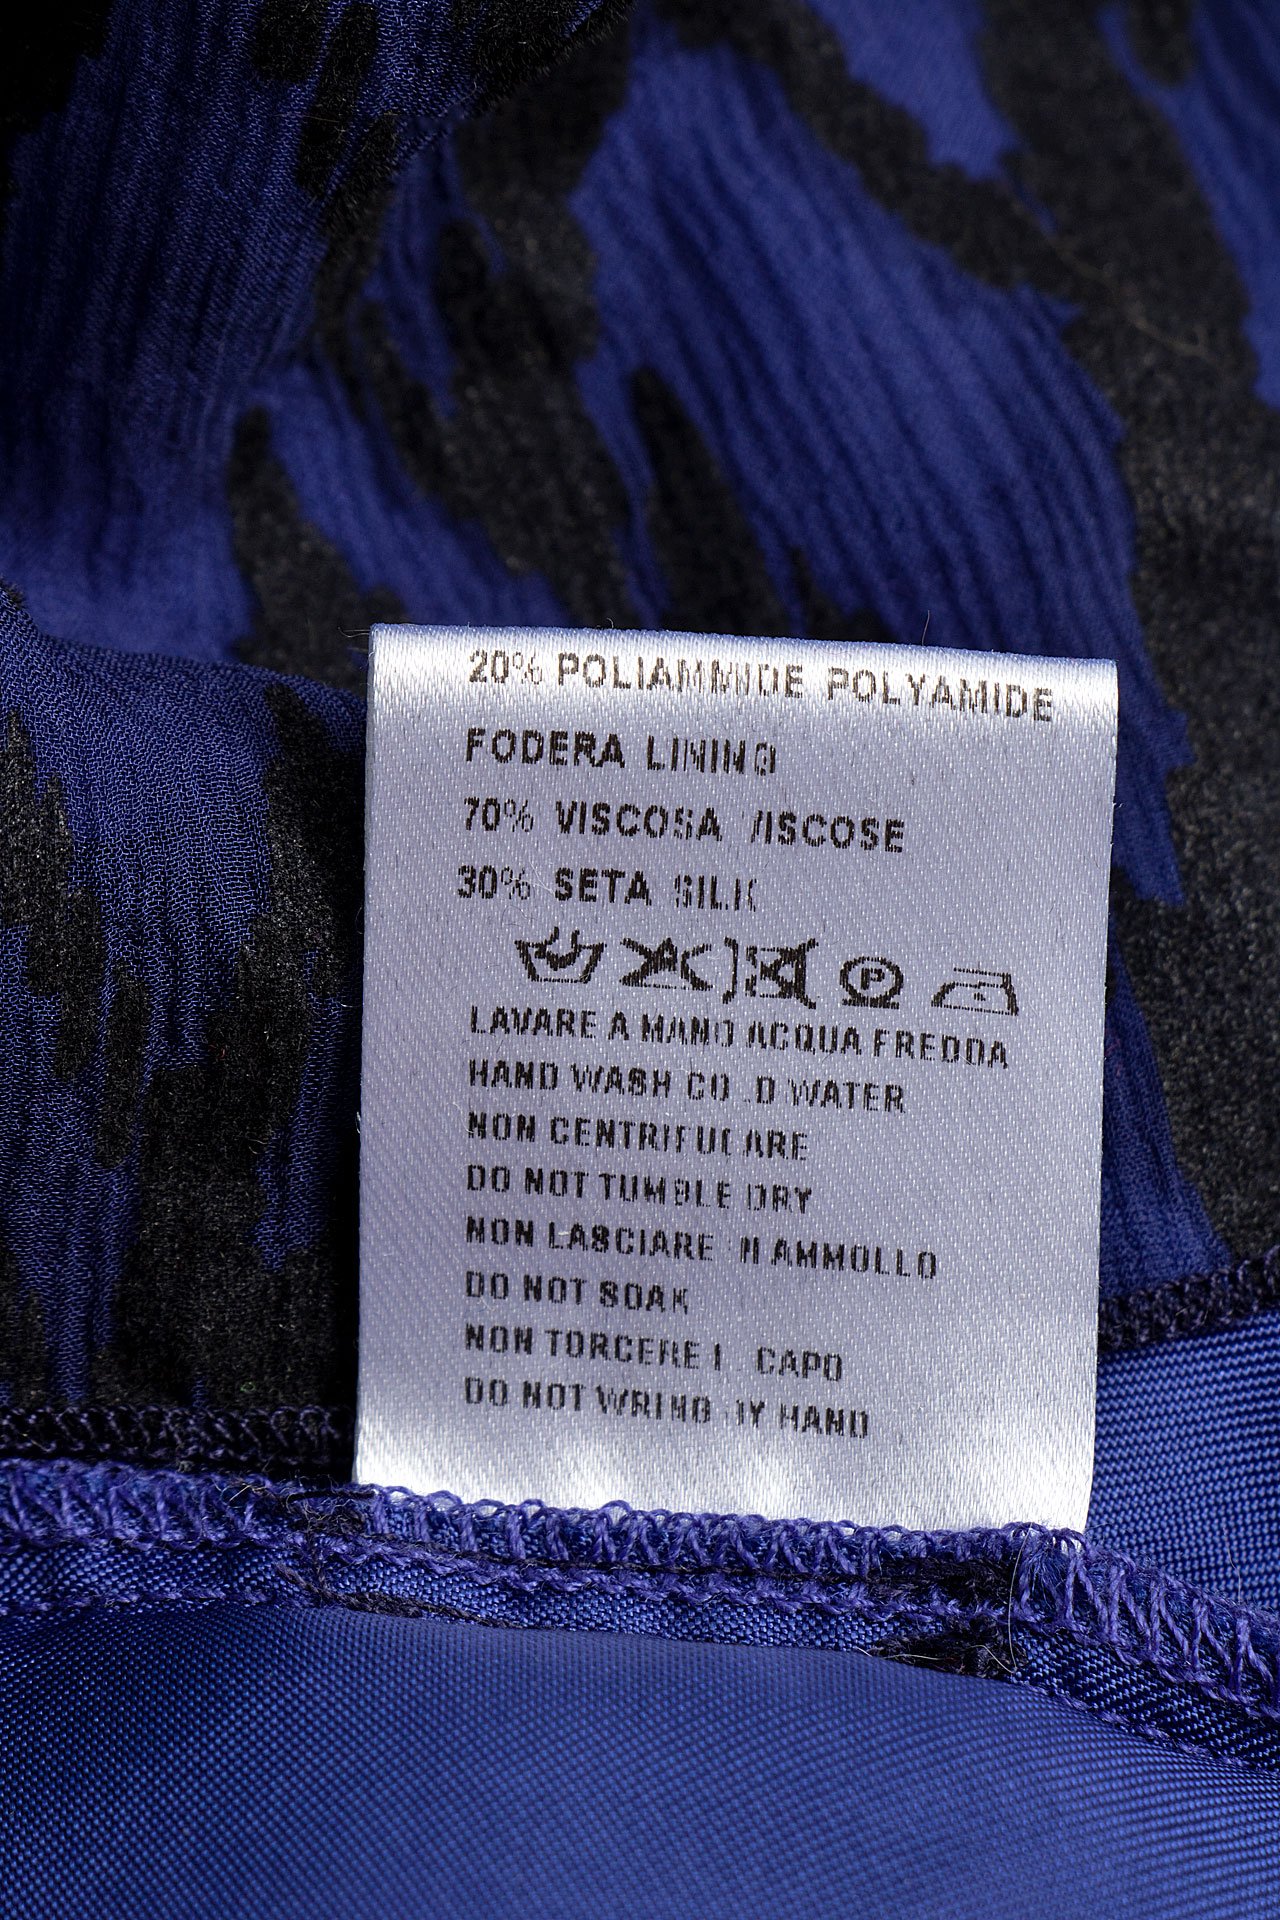 20% POLIAMMIDE POLYAMIDE
FODERA LINING
70% VISCOSA VISCOSE
30% SETA SILK
P
LAVARE A MANO ACQUA FREDDA
HAND WASH COLD WATER
NON CENTRIFUGARE
DO NOT TUMBLE DRY
NON LASCIARE IN AMMOLLO
DO NOT SOAK
NON TORCERE IL CAPO
DO NOT WRING BY HAND